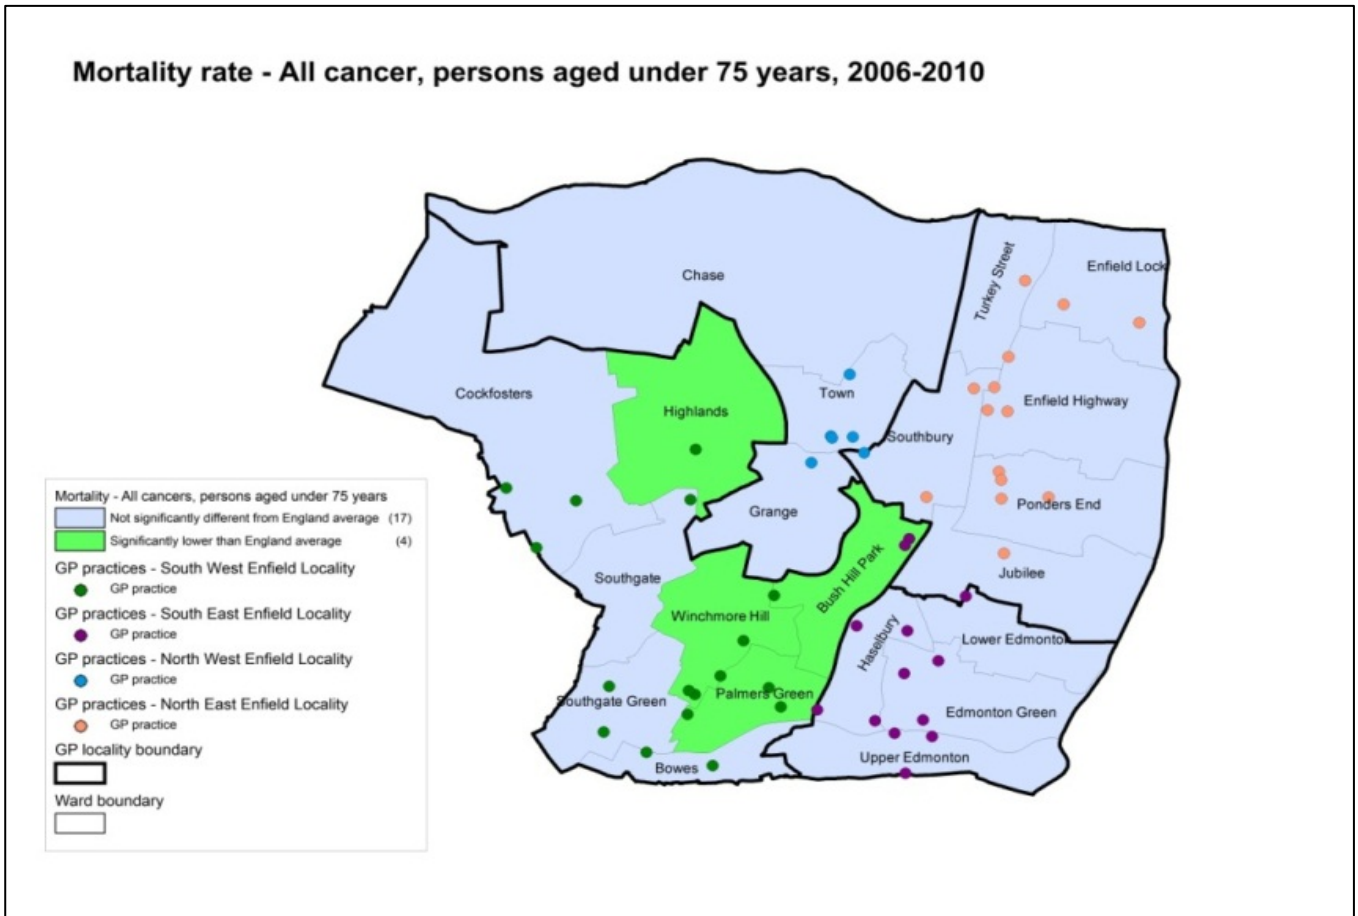 Mortality rate - All cancer, persons aged under 75 years, 2006-2010
Chase
Turkey Street
Enfield Lock
Cockfosters
Highlands
Town
Enfield Highway
Southbury
Grange
Ponders End
Bush Hill Park
Jubilee
Southgate
Winchmore Hill
Haselbury
Lower Edmonton
Southgate Green
Palmers Green
Edmonton Green
Upper Edmonton
Bowes
Mortality - All cancers, persons aged under 75 years
Not significantly different from England average (17)
Significantly lower than England average (4)
GP practices - South West Enfield Locality
GP practice
GP practices - South East Enfield Locality
GP practice
GP practices - North West Enfield Locality
GP practice
GP practices - North East Enfield Locality
GP practice
GP locality boundary
Ward boundary